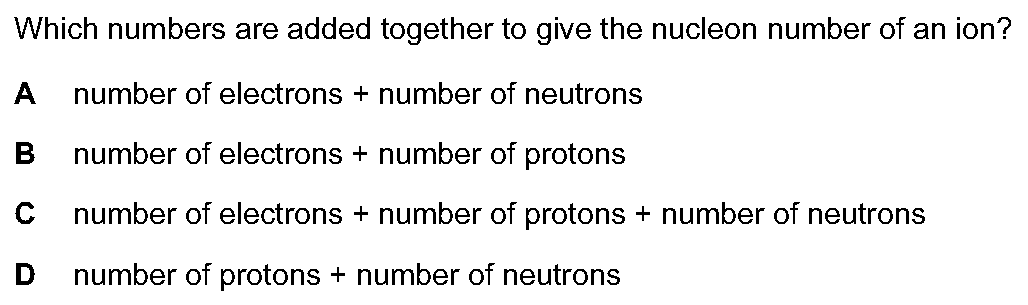 Which numbers are added together to give the nucleon number of an ion?
A number of electrons + number of neutrons
B number of electrons + number of protons
C number of electrons + number of protons + number of neutrons
D number of protons + number of neutrons